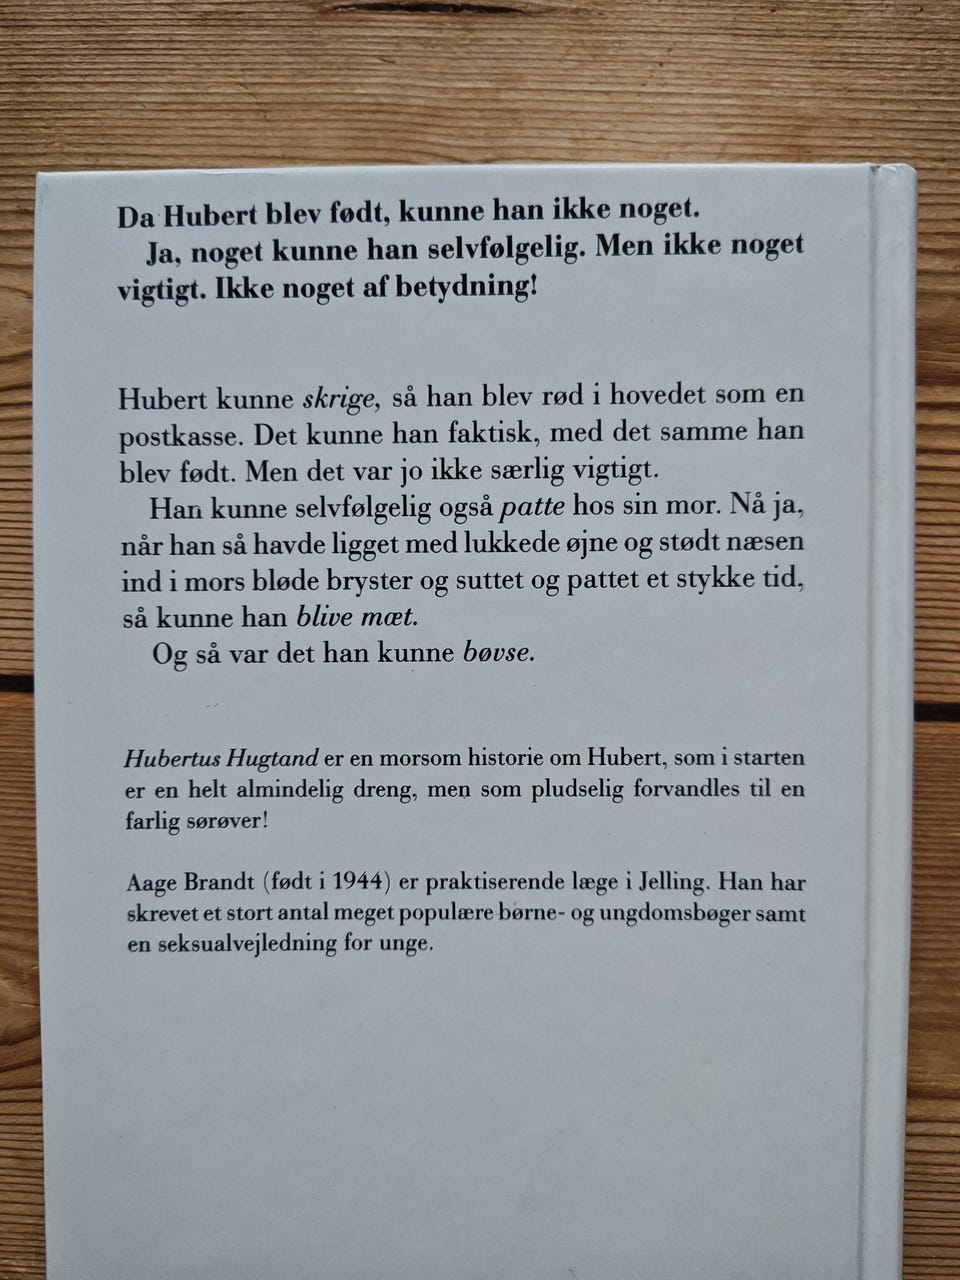 Da Hubert blev født, kunne han ikke noget.
Ja, noget kunne han selvfølgelig. Men ikke noget
vigtigt. Ikke noget af betydning!
Hubert kunne skrige, så han blev rød i hovedet som en
postkasse. Det kunne han faktisk, med det samme han
blev født. Men det var jo ikke særlig vigtigt.
Han kunne selvfølgelig også patte hos sin mor. Nå ja,
når han så havde ligget med lukkede øjne og stødt næsen
ind i mors bløde bryster og suttet og pattet et stykke tid,
så kunne han blive mæt.
Og så var det han kunne bøvse.
Hubertus Hugtand er en morsom historie om Hubert, som i starten
er en helt almindelig dreng, men som pludselig forvandles til en
farlig sørøver!
Aage Brandt (født i 1944) er praktiserende læge i Jelling. Han har
skrevet et stort antal meget populære børne- og ungdomsbøger samt
en seksualvejledning for unge.